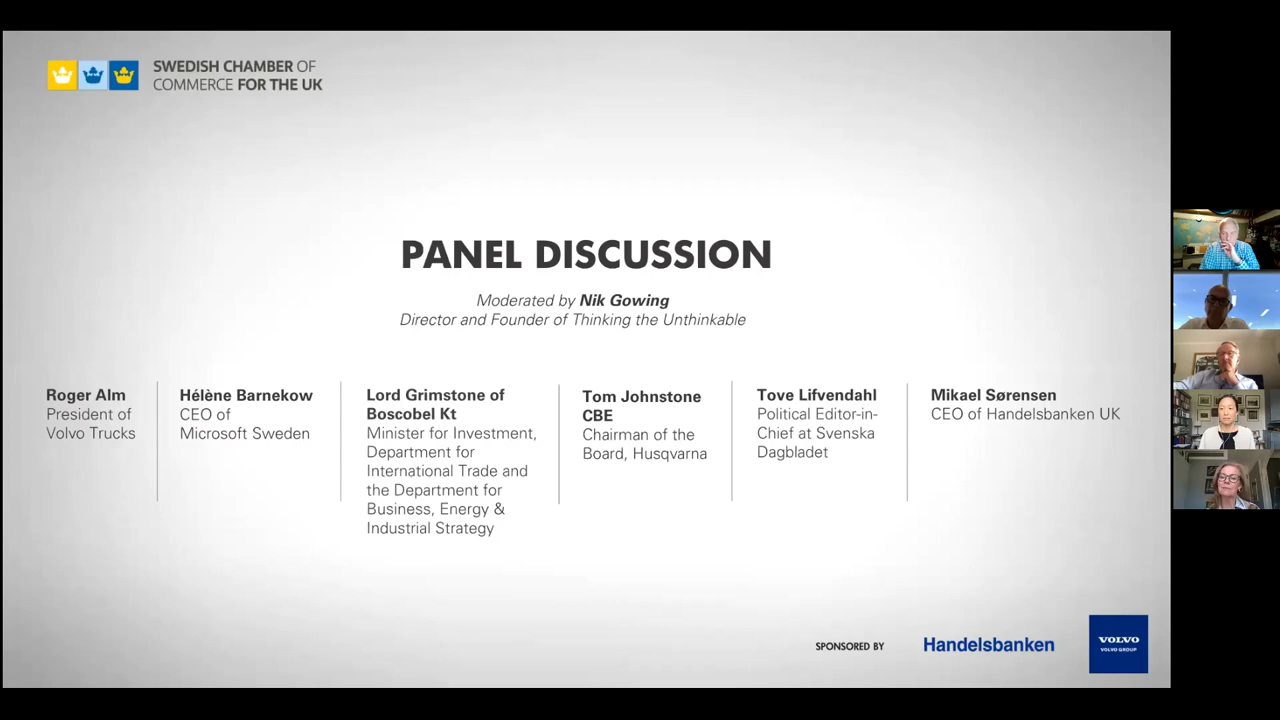 SWEDISH CHAMBER OF
COMMERCE FOR THE UK
PANEL DISCUSSION
Moderated by Nik Gowing
Director and Founder of Thinking the Unthinkable
Roger Alm
President of
Volvo Trucks
Hélène Barnekow
CEO of
Microsoft Sweden
Lord Grimstone of
Boscobel Kt
Minister for Investment,
Department for
International Trade and
the Department for
Business, Energy &
Industrial Strategy
Tom Johnstone
CBE
Chairman of the
Board, Husqvarna
Tove Lifvendahl
Political Editor-in-
Chief at Svenska
Dagbladet
Mikael Sørensen
CEO of Handelsbanken UK
SPONSORED BY
Handelsbanken
VOLVO
VOLVO GROUP